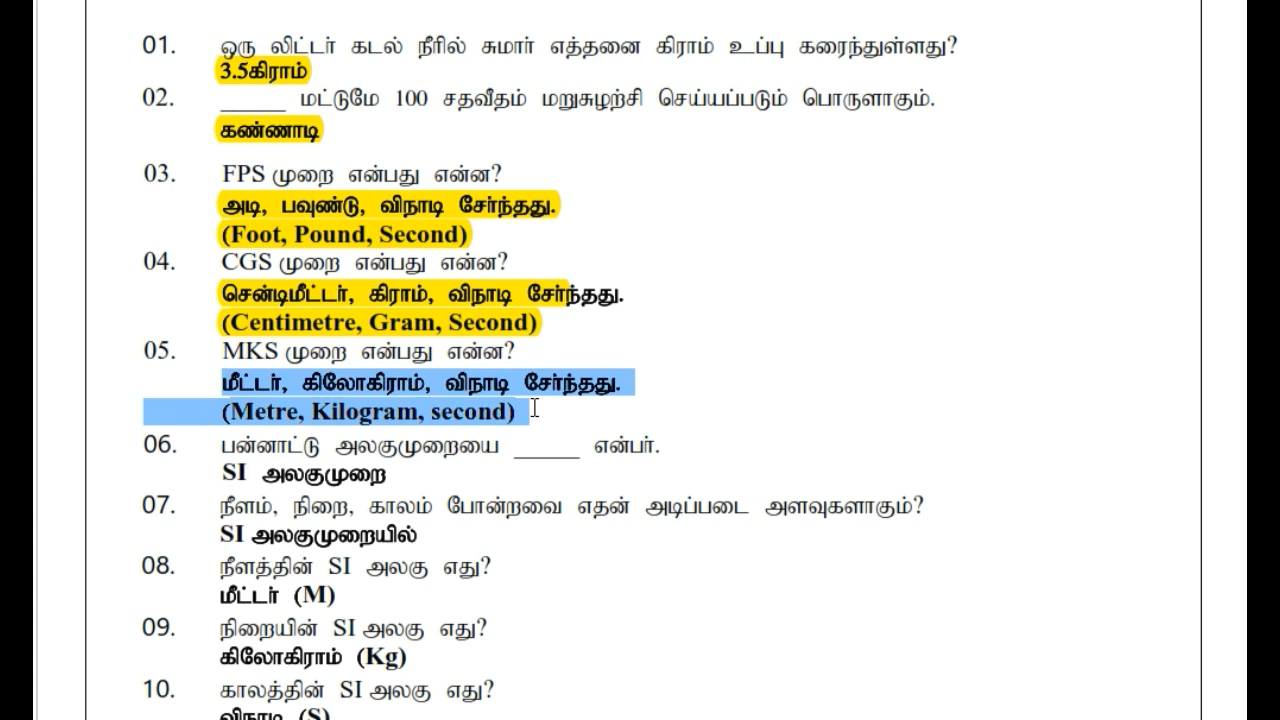 01. ஒரு லிட்டர் கடல் நீரில் சுமார் எத்தனை கிராம் உப்பு கரைந்துள்ளது?
3.5கிராம்
02. _____ மட்டுமே 100 சதவீதம் மறுசுழற்சி செய்யப்படும் பொருளாகும்.
கண்ணாடி
03. FPS முறை என்பது என்ன?
அடி, பவுண்டு, விநாடி சேர்ந்தது.
(Foot, Pound, Second)
04. CGS முறை என்பது என்ன?
சென்டிமீட்டர், கிராம், விநாடி சேர்ந்தது.
(Centimetre, Gram, Second)
05. MKS முறை என்பது என்ன?
மீட்டர், கிலோகிராம், விநாடி சேர்ந்தது.
(Metre, Kilogram, second)
06. பன்னாட்டு அலகுமுறையை _____ என்பர்.
SI அலகுமுறை
07. நீளம், நிறை, காலம் போன்றவை எதன் அடிப்படை அளவுகளாகும்?
SI அலகுமுறையில்
08. நீளத்தின் SI அலகு எது?
மீட்டர் (M)
09. நிறையின் SI அலகு எது?
கிலோகிராம் (Kg)
10. காலத்தின் SI அலகு எது?
விநாடி (S)